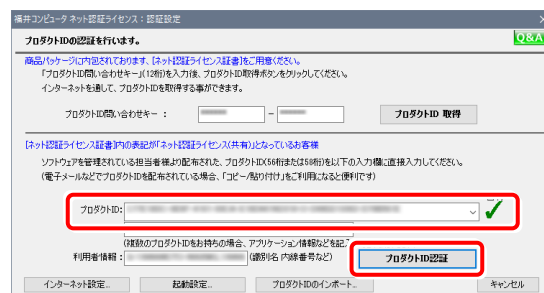 福井コンピュータ ネット認証ライセンス：認証設定
プロダクトIDの認証を行います。
Q&A
商品パッケージに内包されております、[ネット認証ライセンス証書]をご用意ください。
「プロダクトID問い合わせキー」(12桁)を入力後、プロダクトID取得ボタンをクリックしてください。
インターネットを通して、プロダクトIDを取得する事ができます。
プロダクトID問い合わせキー：
プロダクトID 取得
[ネット認証ライセンス証書]内の表記が「ネット認証ライセンス(共有)」となっているお客様
ソフトウェアを管理されている担当者様より配布された、プロダクトID(56桁または58桁)を以下の入力欄に直接入力してください。
(電子メールなどでプロダクトIDを配布されている場合、「コピー/貼り付け」をご利用になると便利です)
プロダクトID:
(複数のプロダクトIDをお持ちの場合、アプリケーション情報などを記入
利用者情報：
(識別名 内線番号など)
プロダクトID認証
インターネット設定...
起動設定...
プロダクトIDのインポート...
キャンセル